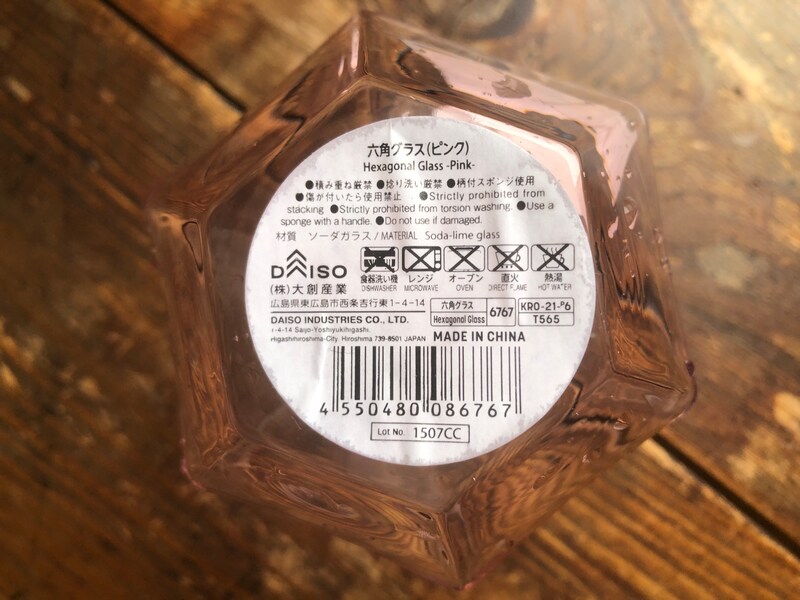 六角グラス(ピンク)
Hexagonal Glass -Pink-
●積み重ね厳禁 ●捻り洗い厳禁 ●柄付スポンジ使用
●傷が付いたら使用禁止 ●Strictly prohibited from
stacking. ●Strictly prohibited from torsion washing. ●Use a
sponge with a handle. ●Do not use if damaged.
材質 ソーダガラス / MATERIAL Soda-lime glass
DAISO
食器洗い機 レンジ オーブン 直火 熱湯
DISHWASHER MICROWAVE OVEN DIRECT FLAME HOT WATER
(株)大創産業
広島県東広島市西条吉行東1-4-14
DAISO INDUSTRIES CO., LTD.
1-4-14 Saijo-Yoshiyukihigashi,
Higashihiroshima-City, Hiroshima 739-8501 JAPAN
六角グラス
Hexagonal Glass
6767
KRO-21-P6
T565
MADE IN CHINA
4 550480 086767
Lot No. 1507CC